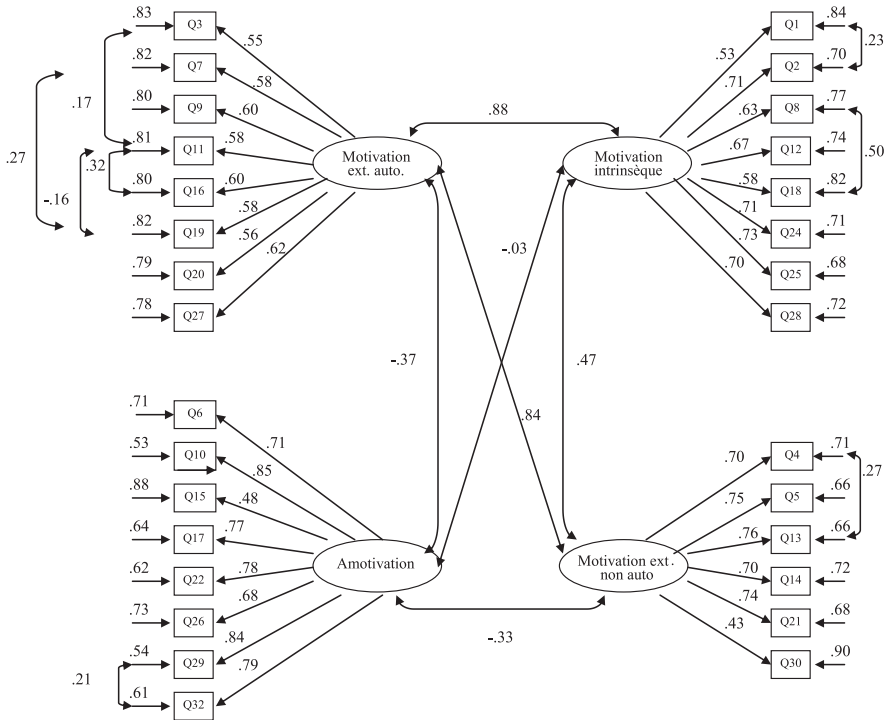 .83 Q3 .55
.82 Q7 .58
.80 Q9 .60
.81 Q11 .58
.80 Q16 .60
.82 Q19 .58
.79 Q20 .56
.78 Q27 .62
.17
.27
-.16
.32
Motivation
ext. auto.
.88
Motivation
intrinsèque
.53 Q1 .84
.71 Q2 .70
.63 Q8 .77
.67 Q12 .74
.58 Q18 .82
.71 Q24 .71
.73 Q25 .68
.70 Q28 .72
.23
.50
-.03
-.37
.47
.84
.71 Q6 .71
.53 Q10 .85
.88 Q15 .48
.64 Q17 .77
.62 Q22 .78
.73 Q26 .68
.54 Q29 .84
.61 Q32 .79
.21
Amotivation
-.33
Motivation ext.
non auto
.70 Q4 .71
.75 Q5 .66
.76 Q13 .66
.70 Q14 .72
.74 Q21 .68
.43 Q30 .90
.27